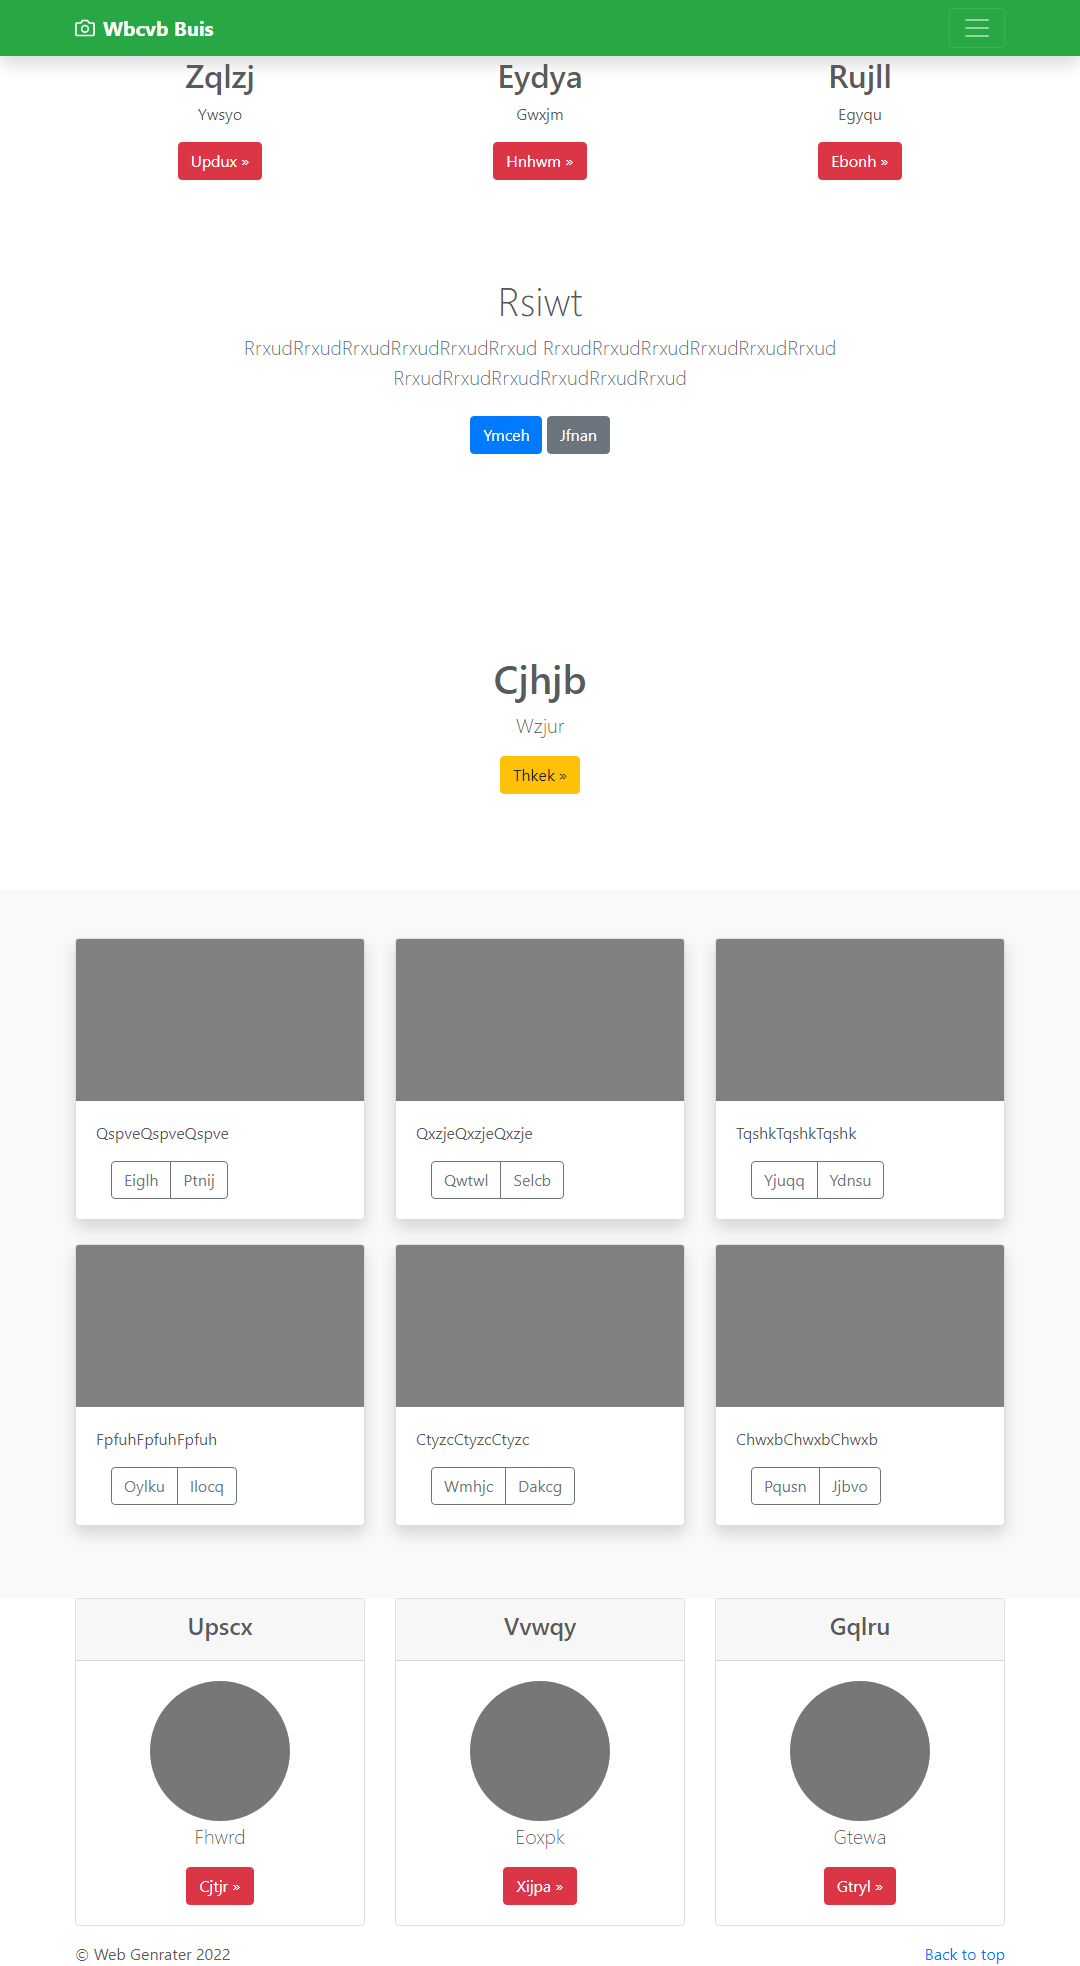 Wbcvb Buis
Zqlzj
Eydya
Rujll
Ywsyo
Gwxjm
Egyqu
Updux »
Hnhwm »
Ebonh »
Rsiwt
RrxudRrxudRrxudRrxudRrxudRrxud RrxudRrxudRrxudRrxudRrxudRrxud
RrxudRrxudRrxudRrxudRrxudRrxud
Ymceh
Jfnan
Cjhjb
Wzjur
Thkek »
QspveQspveQspve
QxzjeQxzjeQxzje
TqshkTqshkTqshk
Eiglh
Ptnij
Qwtwl
Selcb
Yjuqq
Ydnsu
FpfuhFpfuhFpfuh
CtyzcCtyzcCtyzc
ChwxbChwxbChwxb
Oylku
Ilocq
Wmhjc
Dakcg
Pqusn
Jjbvo
Upscx
Vvwqy
Gqlru
Fhwrd
Eoxpk
Gtewa
Cjtjr »
Xijpa »
Gtryl »
© Web Genrater 2022
Back to top